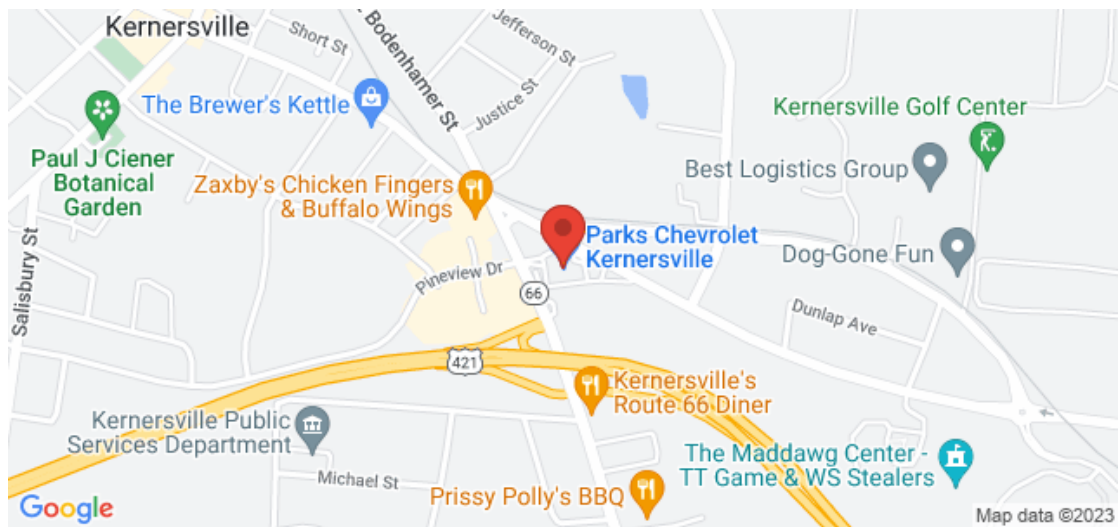 Kernersville
Short St
Bodenhamer St
Jefferson St
Justice St
The Brewer's Kettle
Kernersville Golf Center
Paul J Ciener
Botanical
Garden
Best Logistics Group
Zaxby's Chicken Fingers
& Buffalo Wings
Parks Chevrolet
Kernersville
Dog-Gone Fun
Salisbury St
Pineview Dr
66
Dunlap Ave
421
Kernersville's
Route 66 Diner
Kernersville Public
Services Department
The Maddawg Center -
TT Game & WS Stealers
Michael St
Prissy Polly's BBQ
Google
Map data ©2023